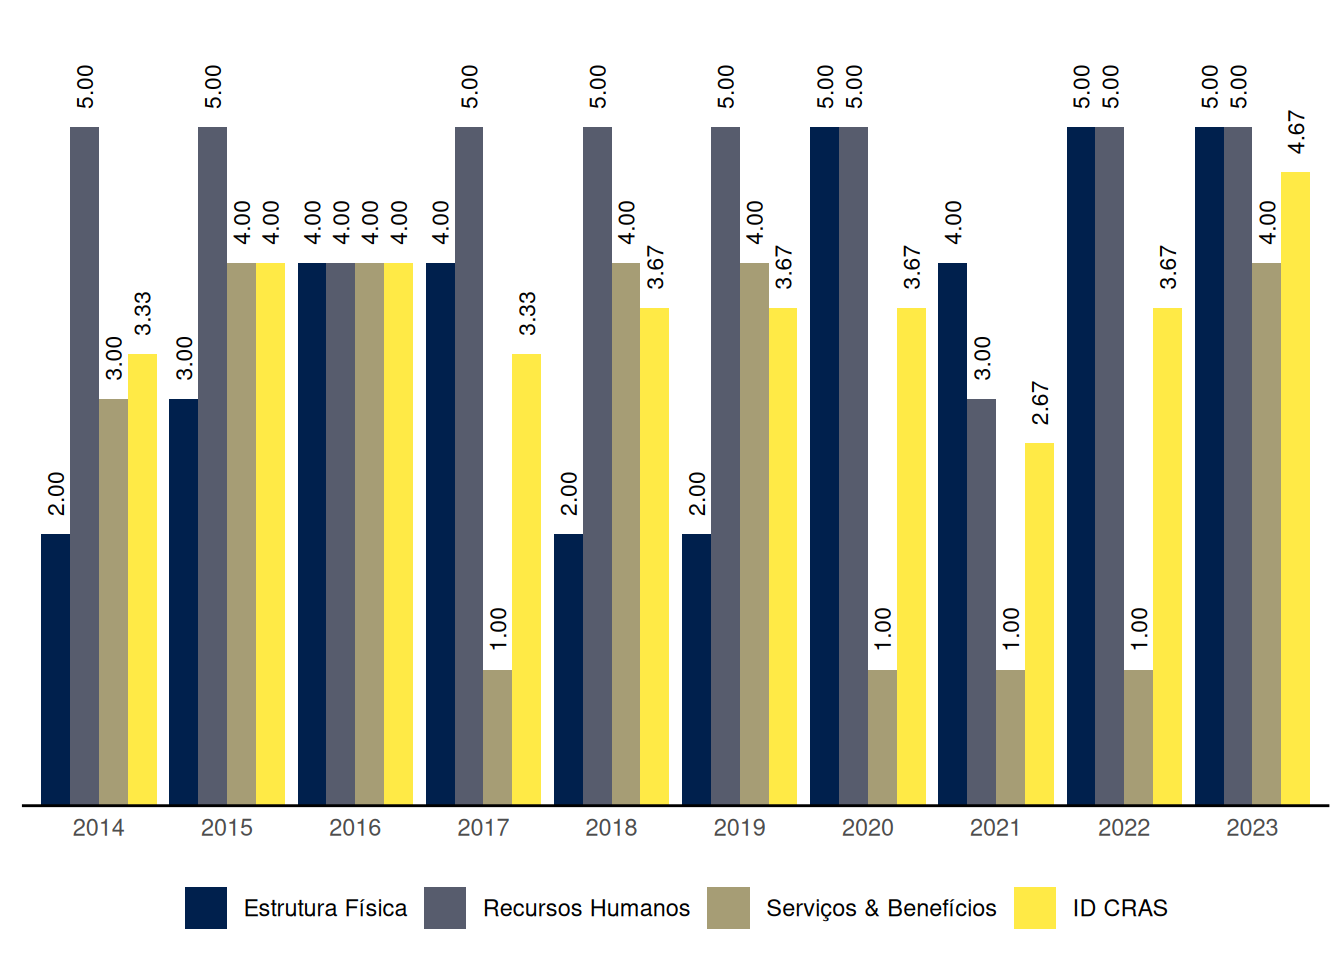 5.00 5.00 5.00 5.00 5.00 5.00 5.00 5.00 5.00 5.00 5.00
4.67
4.00 4.00 4.00 4.00 4.00 4.00 4.00 4.00 4.00 4.00 4.00
3.67 3.67 3.67 3.67
3.33 3.33
3.00 3.00 3.00
2.67
2.00 2.00 2.00
1.00 1.00 1.00 1.00
2014 2015 2016 2017 2018 2019 2020 2021 2022 2023
Estrutura Física Recursos Humanos Serviços & Benefícios ID CRAS